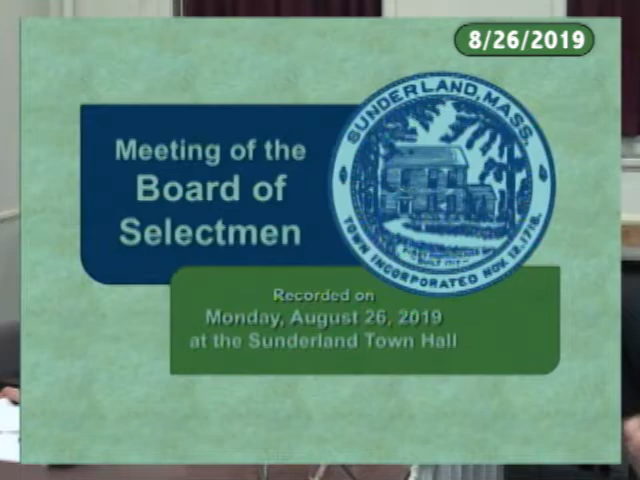 8/26/2019
SUNDERLAND, MASS.
TOWN INCORPORATED NOV. 12, 1718.
Meeting of the
Board of
Selectmen
Recorded on
Monday, August 26, 2019
at the Sunderland Town Hall